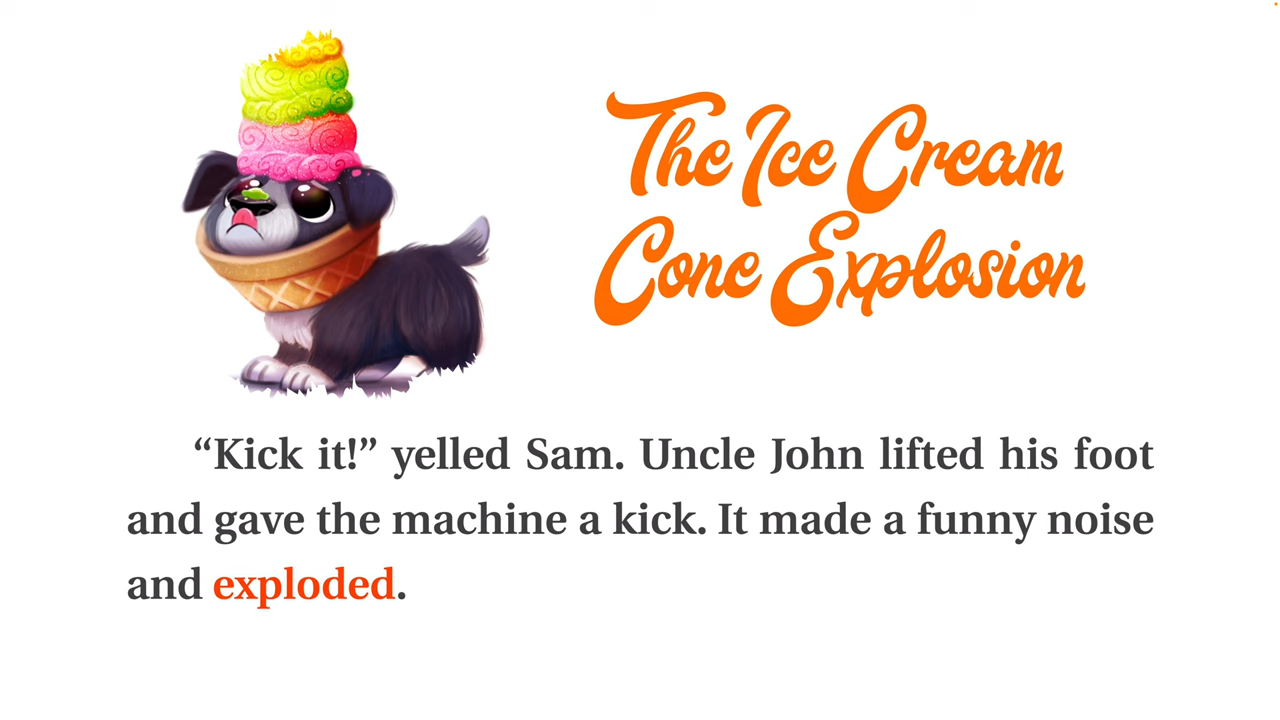 The Ice Cream
Cone Explosion
“Kick it!” yelled Sam. Uncle John lifted his foot
and gave the machine a kick. It made a funny noise
and exploded.